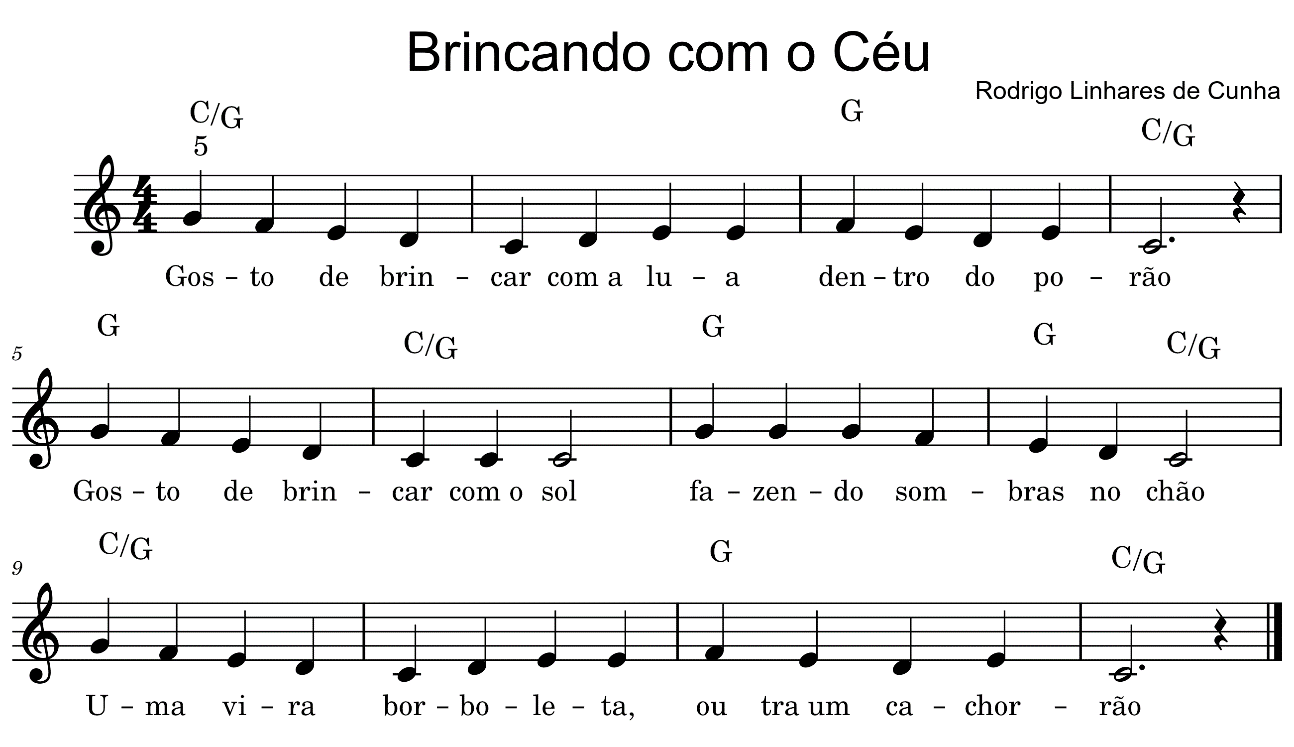 Brincando com o Céu
Rodrigo Linhares de Cunha
C/G G C/G
5
4
4
Gos – to de brin – car com a lu – a den – tro do po – rão
G C/G G G C/G
5
Gos – to de brin – car com o sol fa – zen – do som – bras no chão
C/G G C/G
9
U – ma vi – ra bor – bo – le – ta, ou tra um ca – chor – rão